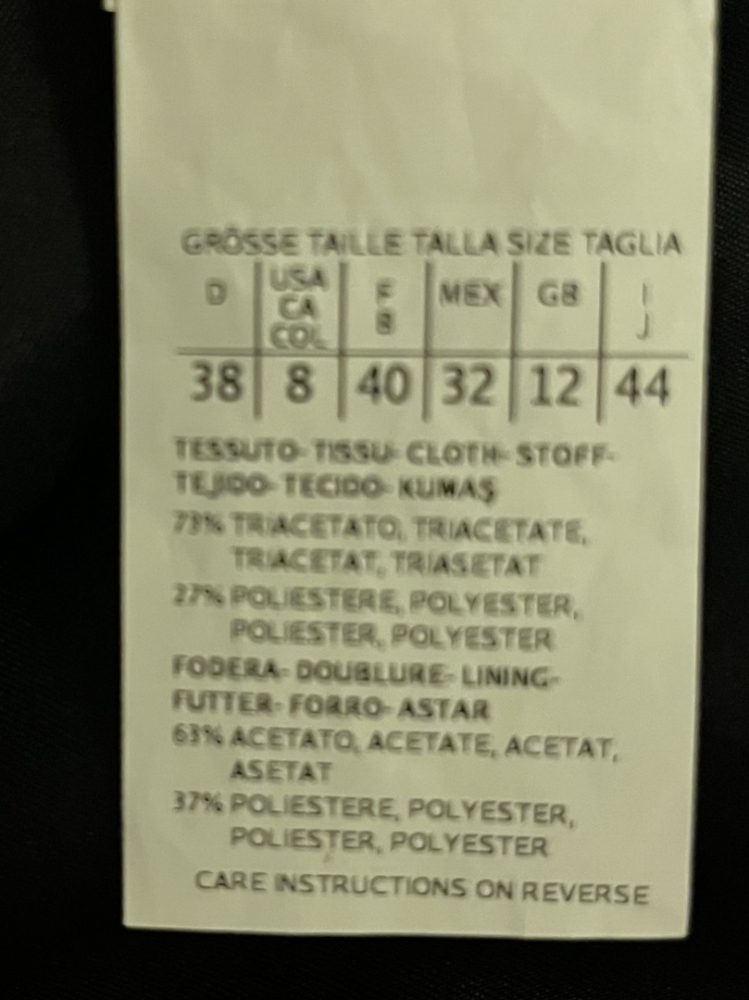 GRÖSSE TAILLE TALLA SIZE TAGLIA
D USA CA COL F B MEX GB I J
38 8 40 32 12 44
TESSUTO- TISSU- CLOTH- STOFF-
TEJIDO- TECIDO- KUMAŞ
73% TRIACETATO, TRIACETATE,
TRIACETAT, TRIASETAT
27% POLIESTERE, POLYESTER,
POLIESTER, POLYESTER
FODERA- DOUBLURE- LINING-
FUTTER- FORRO- ASTAR
63% ACETATO, ACETATE, ACETAT,
ASETAT
37% POLIESTERE, POLYESTER,
POLIESTER, POLYESTER
CARE INSTRUCTIONS ON REVERSE